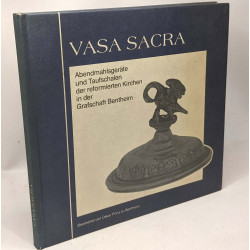 VASA SACRA
Abendmahlsgeräte
und Taufschalen
der reformierten Kirchen
in der
Grafschaft Bentheim